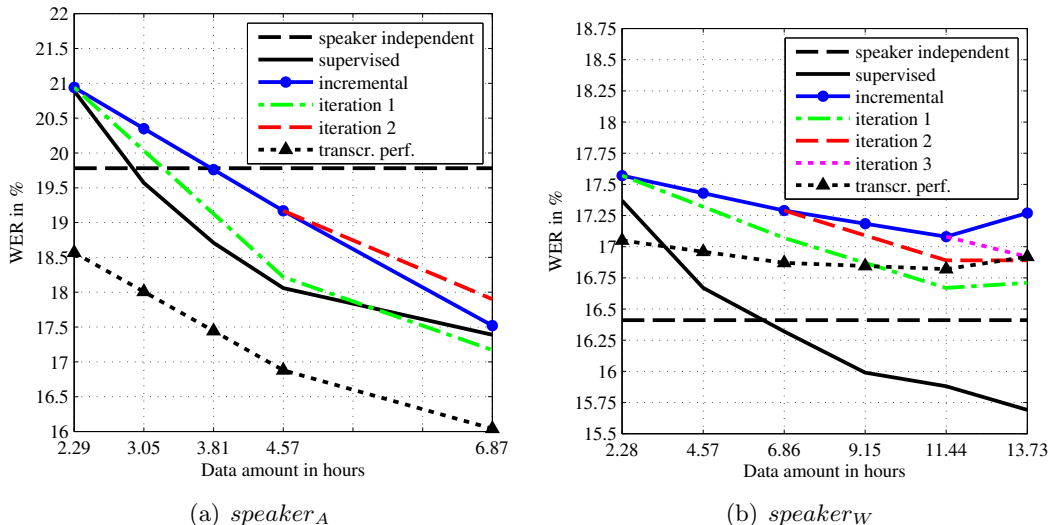 22
21.5
21
20.5
20
19.5
19
18.5
18
17.5
17
16.5
16
WER in %
speaker independent
supervised
incremental
iteration 1
iteration 2
transcr. perf.
2.29 3.05 3.81 4.57 6.87
Data amount in hours
(a) speaker_A
18.75
18.5
18.25
18
17.75
17.5
17.25
17
16.75
16.5
16.25
16
15.75
15.5
WER in %
speaker independent
supervised
incremental
iteration 1
iteration 2
iteration 3
transcr. perf.
2.28 4.57 6.86 9.15 11.44 13.73
Data amount in hours
(b) speaker_W